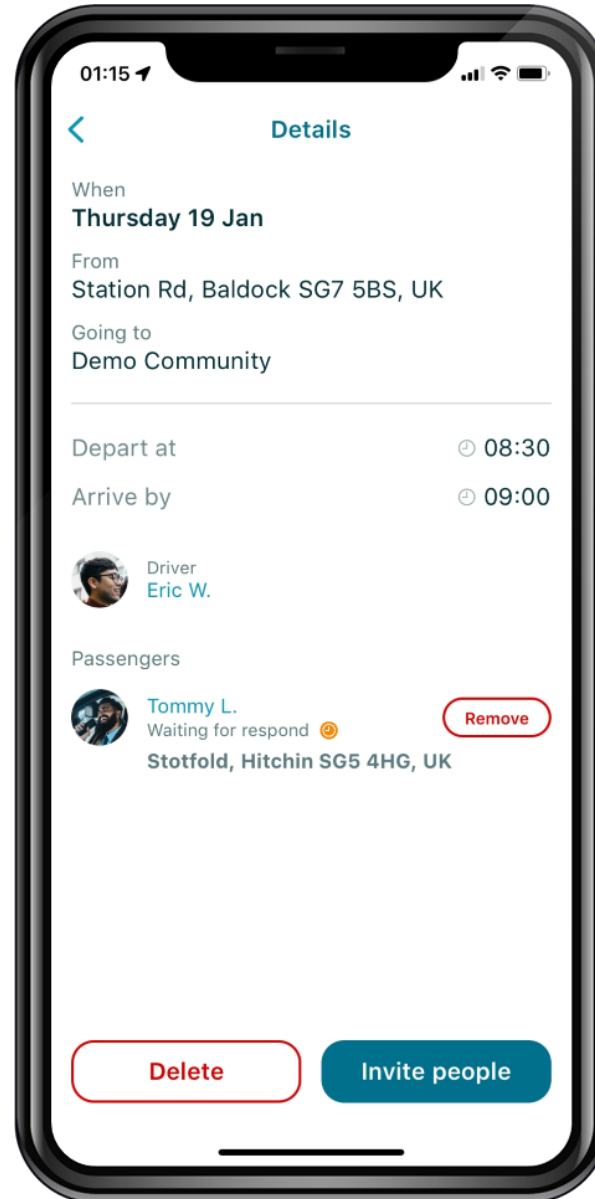 01:15
Details
When
Thursday 19 Jan
From
Station Rd, Baldock SG7 5BS, UK
Going to
Demo Community
Depart at 08:30
Arrive by 09:00
Driver
Eric W.
Passengers
Tommy L.
Waiting for respond
Remove
Stotfold, Hitchin SG5 4HG, UK
Delete Invite people